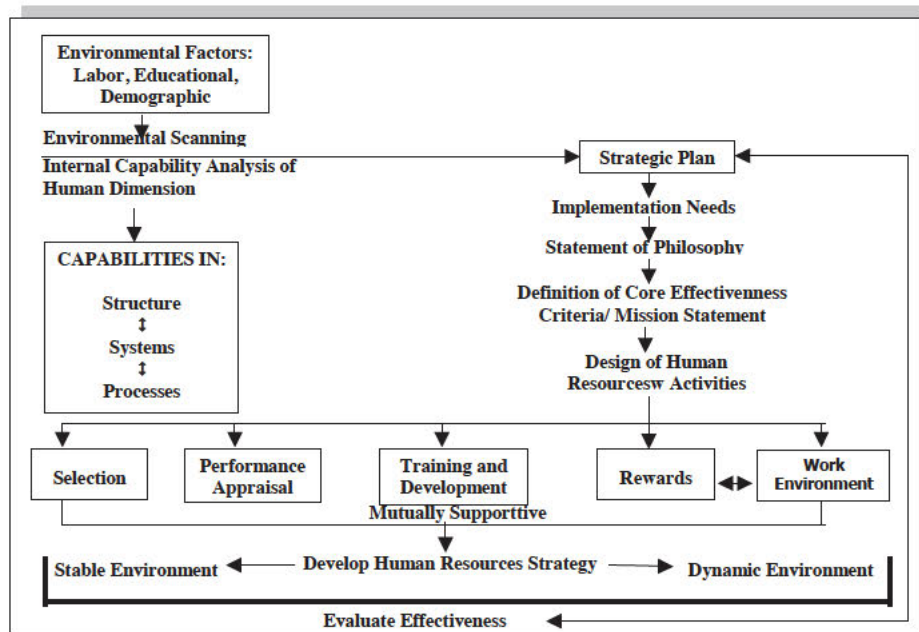 Environmental Factors:
Labor, Educational,
Demographic
Environmental Scanning
Internal Capability Analysis of
Human Dimension
CAPABILITIES IN:
Structure
Systems
Processes
Strategic Plan
Implementation Needs
Statement of Philosophy
Definition of Core Effectivenness
Criteria/ Mission Statement
Design of Human
Resourcesw Activities
Selection
Performance
Appraisal
Training and
Development
Rewards
Work
Environment
Mutually Supporttive
Stable Environment
Develop Human Resources Strategy
Dynamic Environment
Evaluate Effectiveness